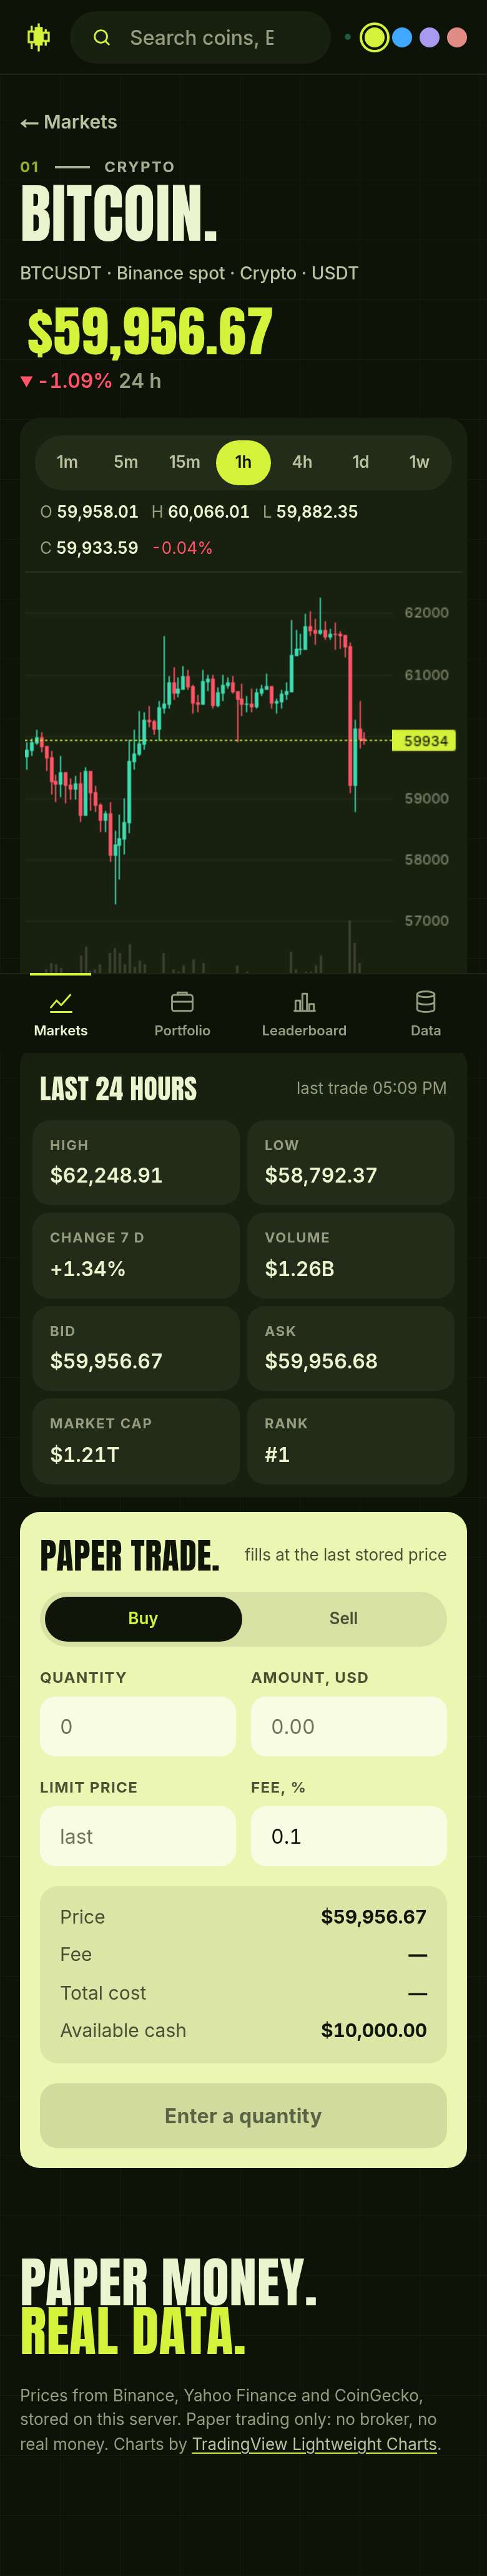 Search coins, E
← Markets
01 — CRYPTO
BITCOIN.
BTCUSDT · Binance spot · Crypto · USDT
$59,956.67
▼ -1.09% 24 h
1m 5m 15m 1h 4h 1d 1w
O 59,958.01 H 60,066.01 L 59,882.35
C 59,933.59 -0.04%
62000
61000
59934
59000
58000
57000
Markets Portfolio Leaderboard Data
LAST 24 HOURS last trade 05:09 PM
HIGH LOW
$62,248.91 $58,792.37
CHANGE 7 D VOLUME
+1.34% $1.26B
BID ASK
$59,956.67 $59,956.68
MARKET CAP RANK
$1.21T #1
PAPER TRADE. fills at the last stored price
Buy Sell
QUANTITY AMOUNT, USD
0 0.00
LIMIT PRICE FEE, %
last 0.1
Price $59,956.67
Fee —
Total cost —
Available cash $10,000.00
Enter a quantity
PAPER MONEY.
REAL DATA.
Prices from Binance, Yahoo Finance and CoinGecko,
stored on this server. Paper trading only: no broker, no
real money. Charts by TradingView Lightweight Charts.